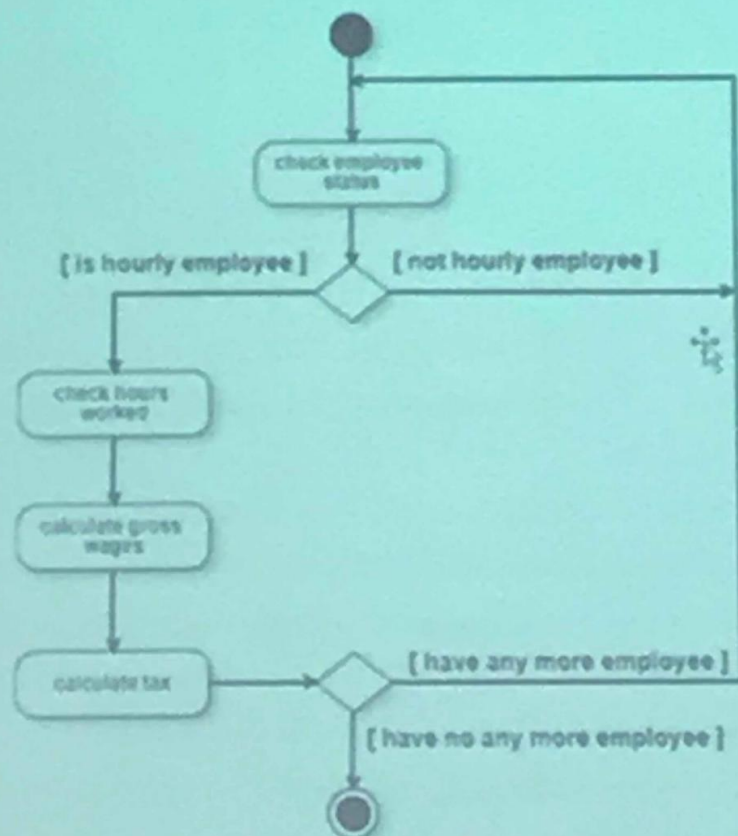 check employee
status
[ is hourly employee ]
[ not hourly employee ]
check hours
worked
calculate gross
wages
calculate tax
[ have any more employee ]
[ have no any more employee ]